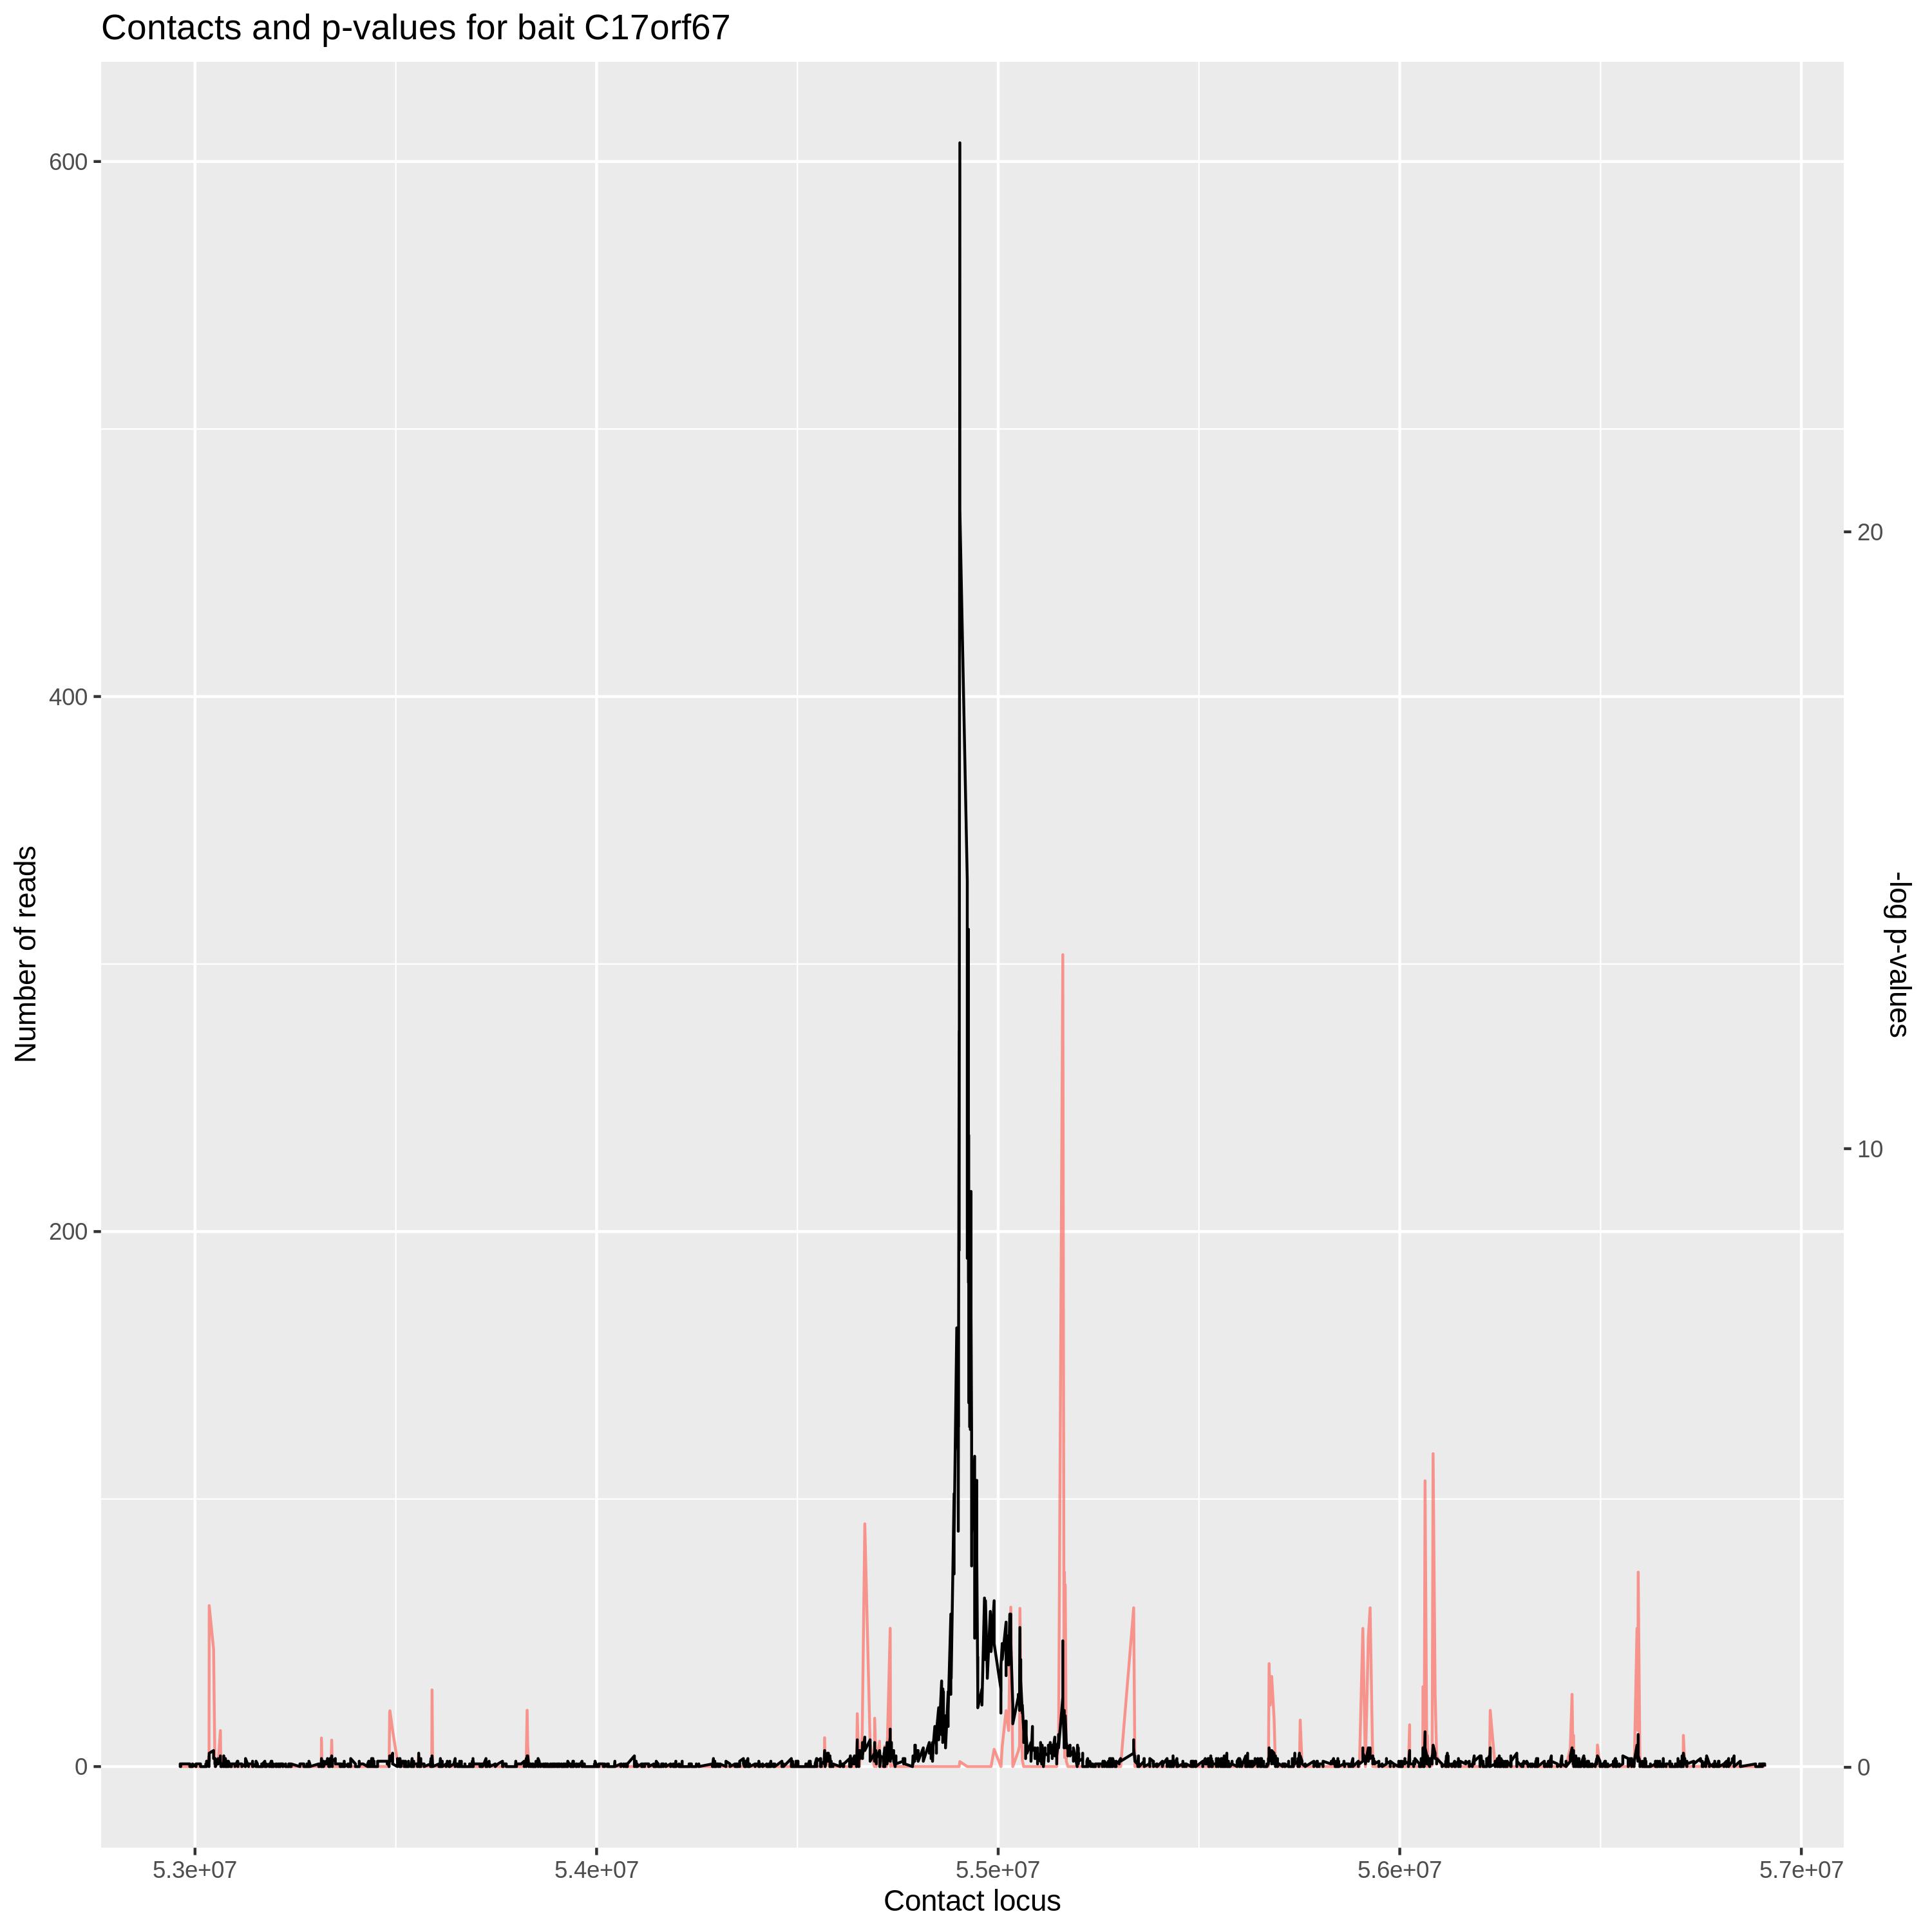 Contacts and p-values for bait C17orf67
600
400
200
0
Number of reads
20
10
0
-log p-values
5.3e+07
5.4e+07
5.5e+07
5.6e+07
5.7e+07
Contact locus